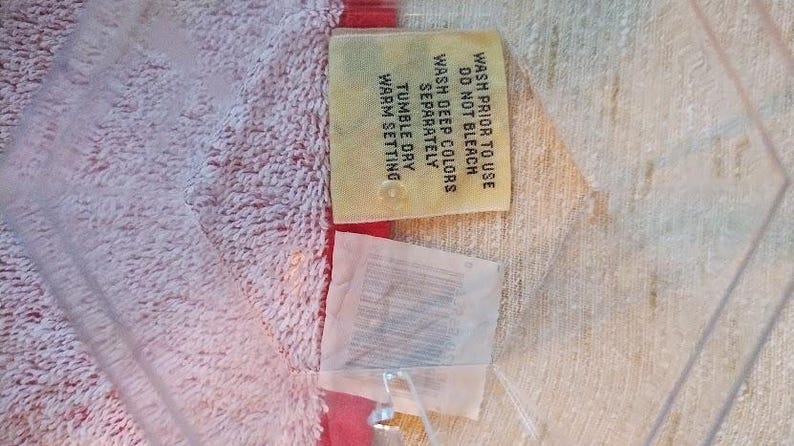 WASH PRIOR TO USE
DO NOT BLEACH
WASH DEEP COLORS
SEPARATELY
TUMBLE DRY
WARM SETTING